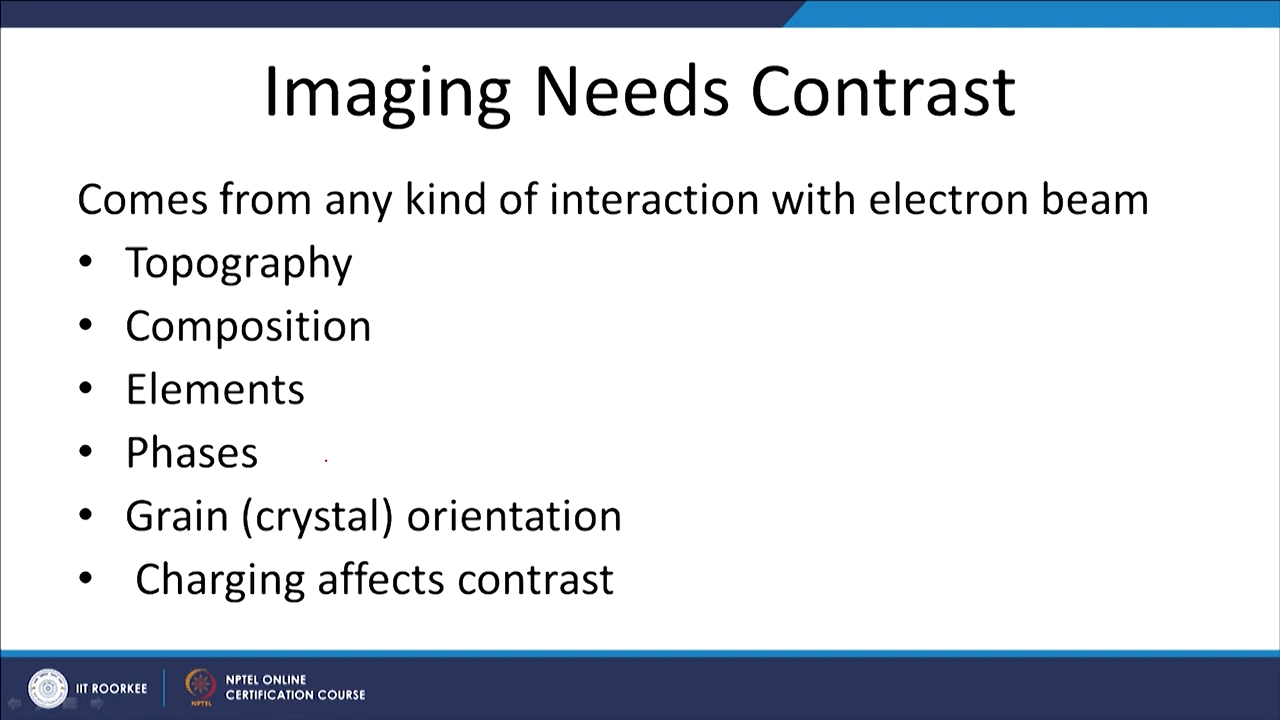 Imaging Needs Contrast
Comes from any kind of interaction with electron beam
• Topography
• Composition
• Elements
• Phases
• Grain (crystal) orientation
• Charging affects contrast
IIT ROORKEE
NPTEL
NPTEL ONLINE
CERTIFICATION COURSE